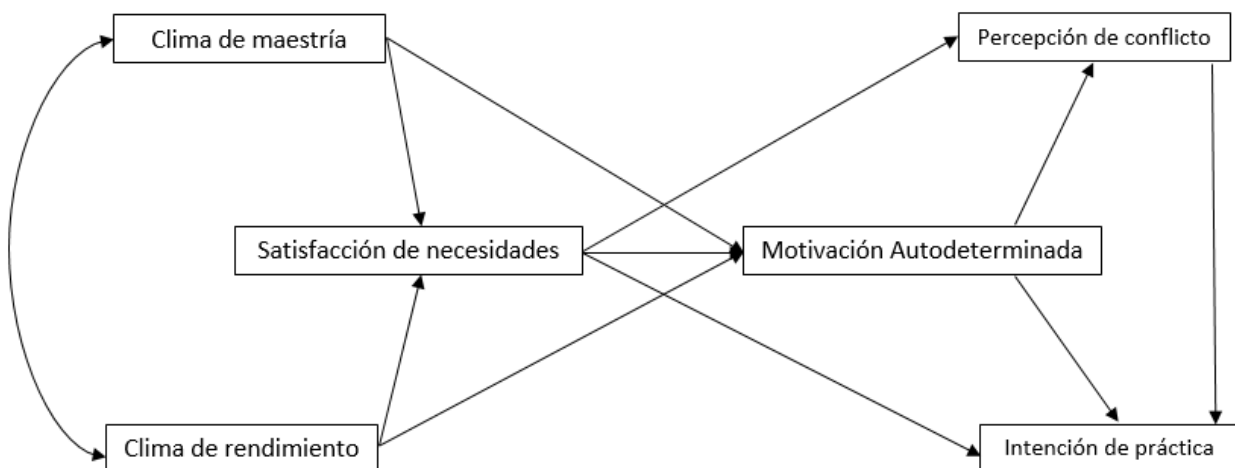 Clima de maestría
Percepción de conflicto
Satisfacción de necesidades
Motivación Autodeterminada
Clima de rendimiento
Intención de práctica